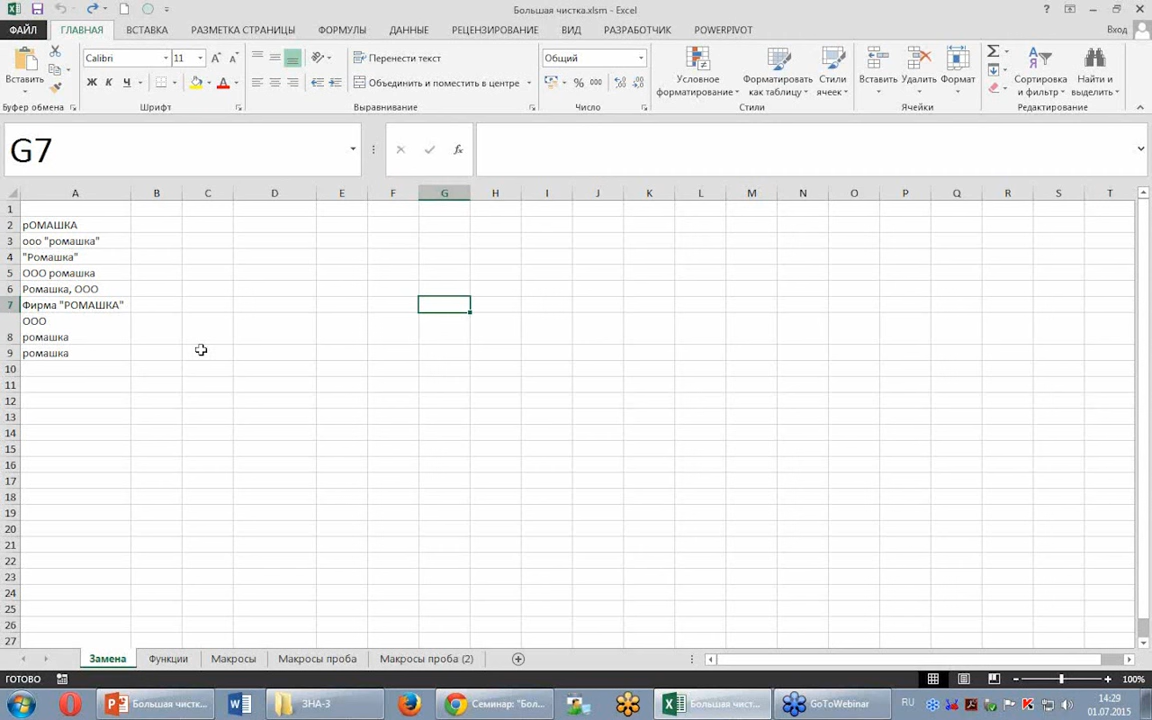 Большая чистка.xlsm - Excel
ФАЙЛ ГЛАВНАЯ ВСТАВКА РАЗМЕТКА СТРАНИЦЫ ФОРМУЛЫ ДАННЫЕ РЕЦЕНЗИРОВАНИЕ ВИД РАЗРАБОТЧИК POWERPIVOT Вход
Calibri 11 Перенести текст Общий
Объединить и поместить в центре
Вставить Ж К Ч А % 000
Условное форматирование
Форматировать как таблицу
Стили ячеек
Вставить Удалить Формат
Сортировка и фильтр
Найти и выделить
Буфер обмена Шрифт Выравнивание Число Стили Ячейки Редактирование
G7 fx
A B C D E F G H I J K L M N O P Q R S T
1
2 рОМАШКА
3 ооо "ромашка"
4 "Ромашка"
5 ООО ромашка
6 Ромашка, ООО
7 Фирма "РОМАШКА"
ООО
8 ромашка
9 ромашка
10
11
12
13
14
15
16
17
18
19
20
21
22
23
24
25
26
27
Замена Функции Макросы Макросы проба Макросы проба (2)
ГОТОВО 100%
Большая чистк... ЗНА-3 Семинар: "Бол... Большая чист... GoToWebinar RU 14:29
01.07.2015